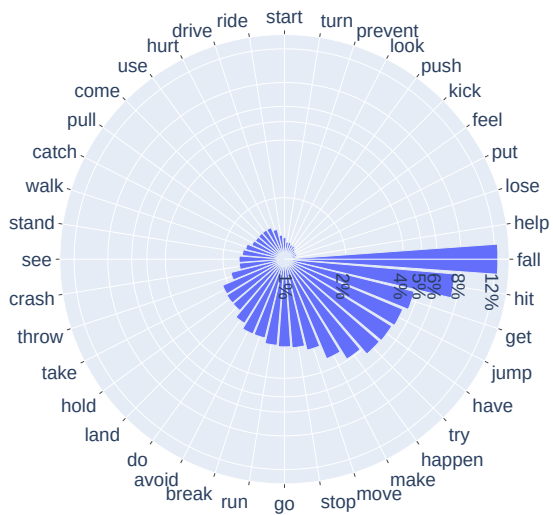 start
turn
prevent
look
push
kick
feel
put
lose
help
fall
hit
get
jump
have
try
happen
make
move
stop
go
run
break
avoid
do
land
hold
take
throw
crash
see
stand
walk
catch
pull
come
use
hurt
drive
ride
1%
2%
4%
5%
6%
8%
12%